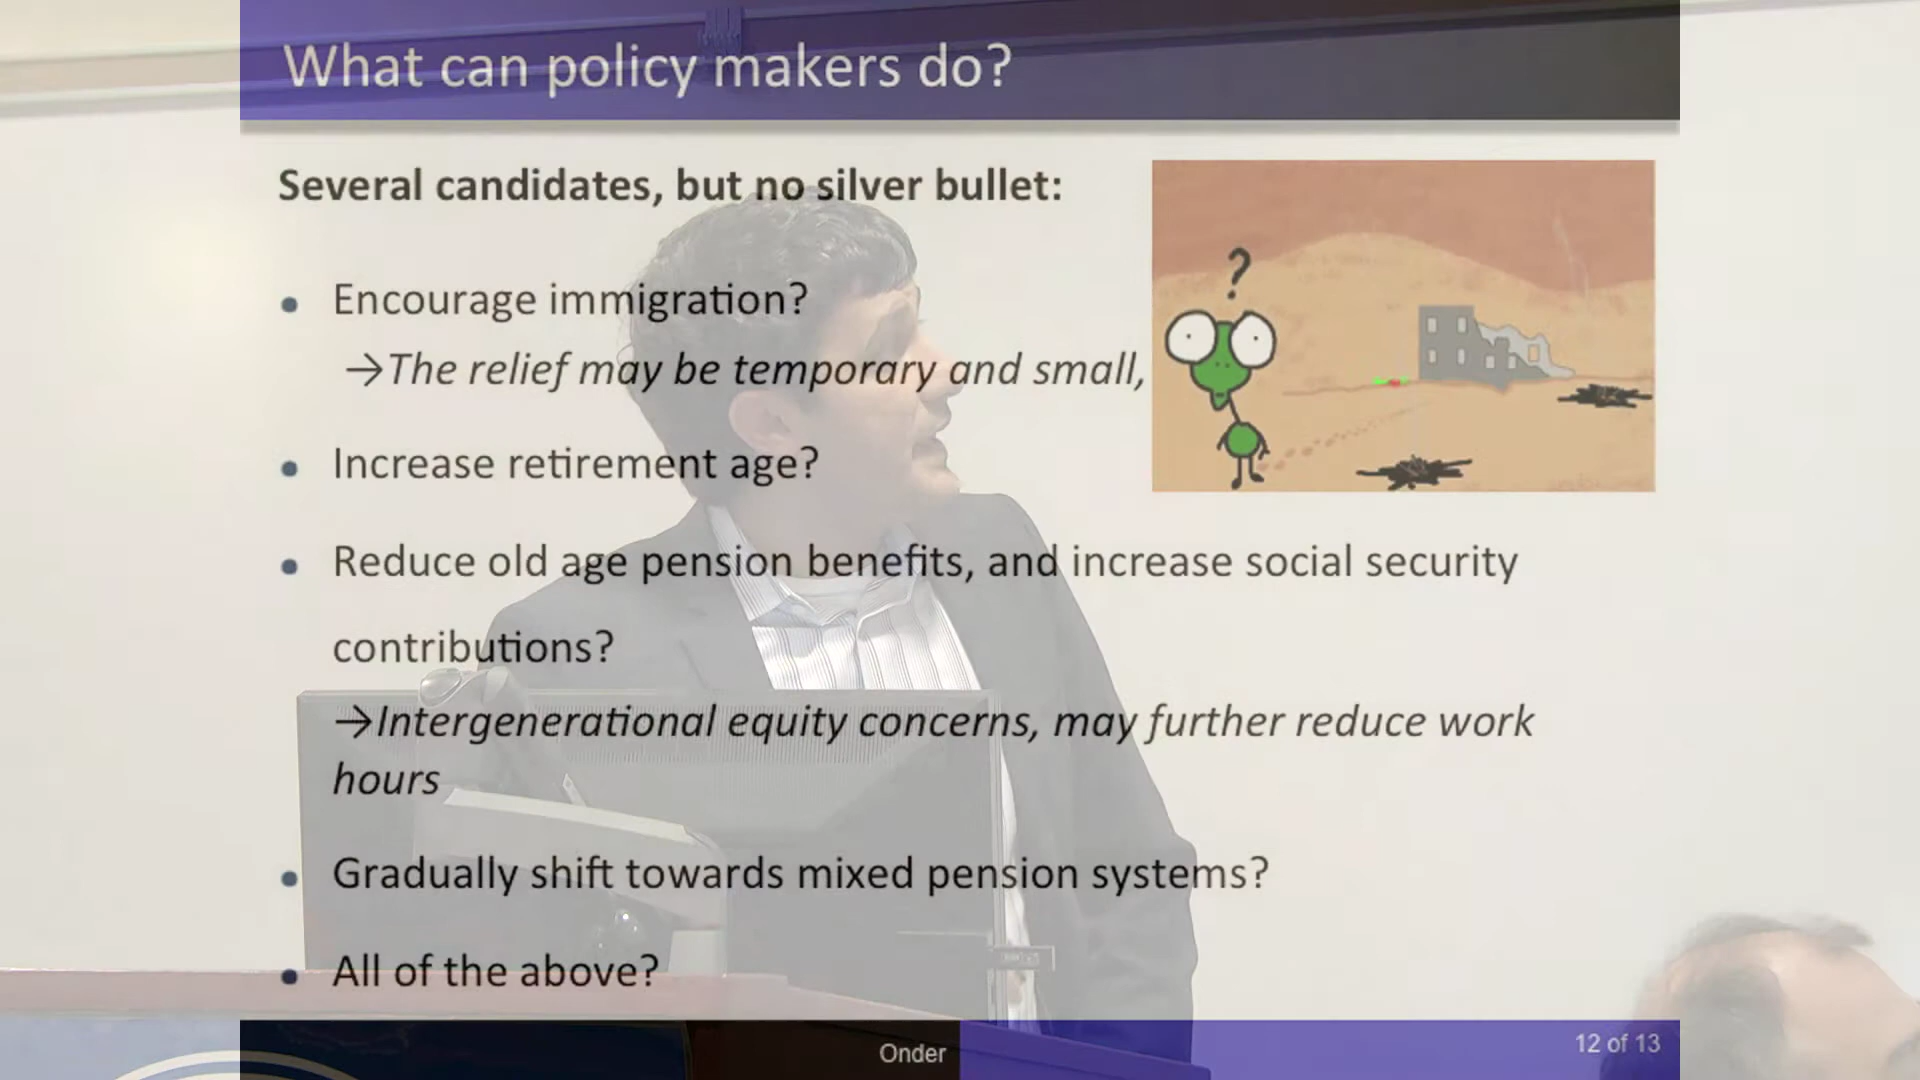 What can policy makers do?
Several candidates, but no silver bullet:
• Encourage immigration?
→The relief may be temporary and small,
?
• Increase retirement age?
• Reduce old age pension benefits, and increase social security
contributions?
→Intergenerational equity concerns, may further reduce work
hours
• Gradually shift towards mixed pension systems?
• All of the above?
Onder
12 of 13